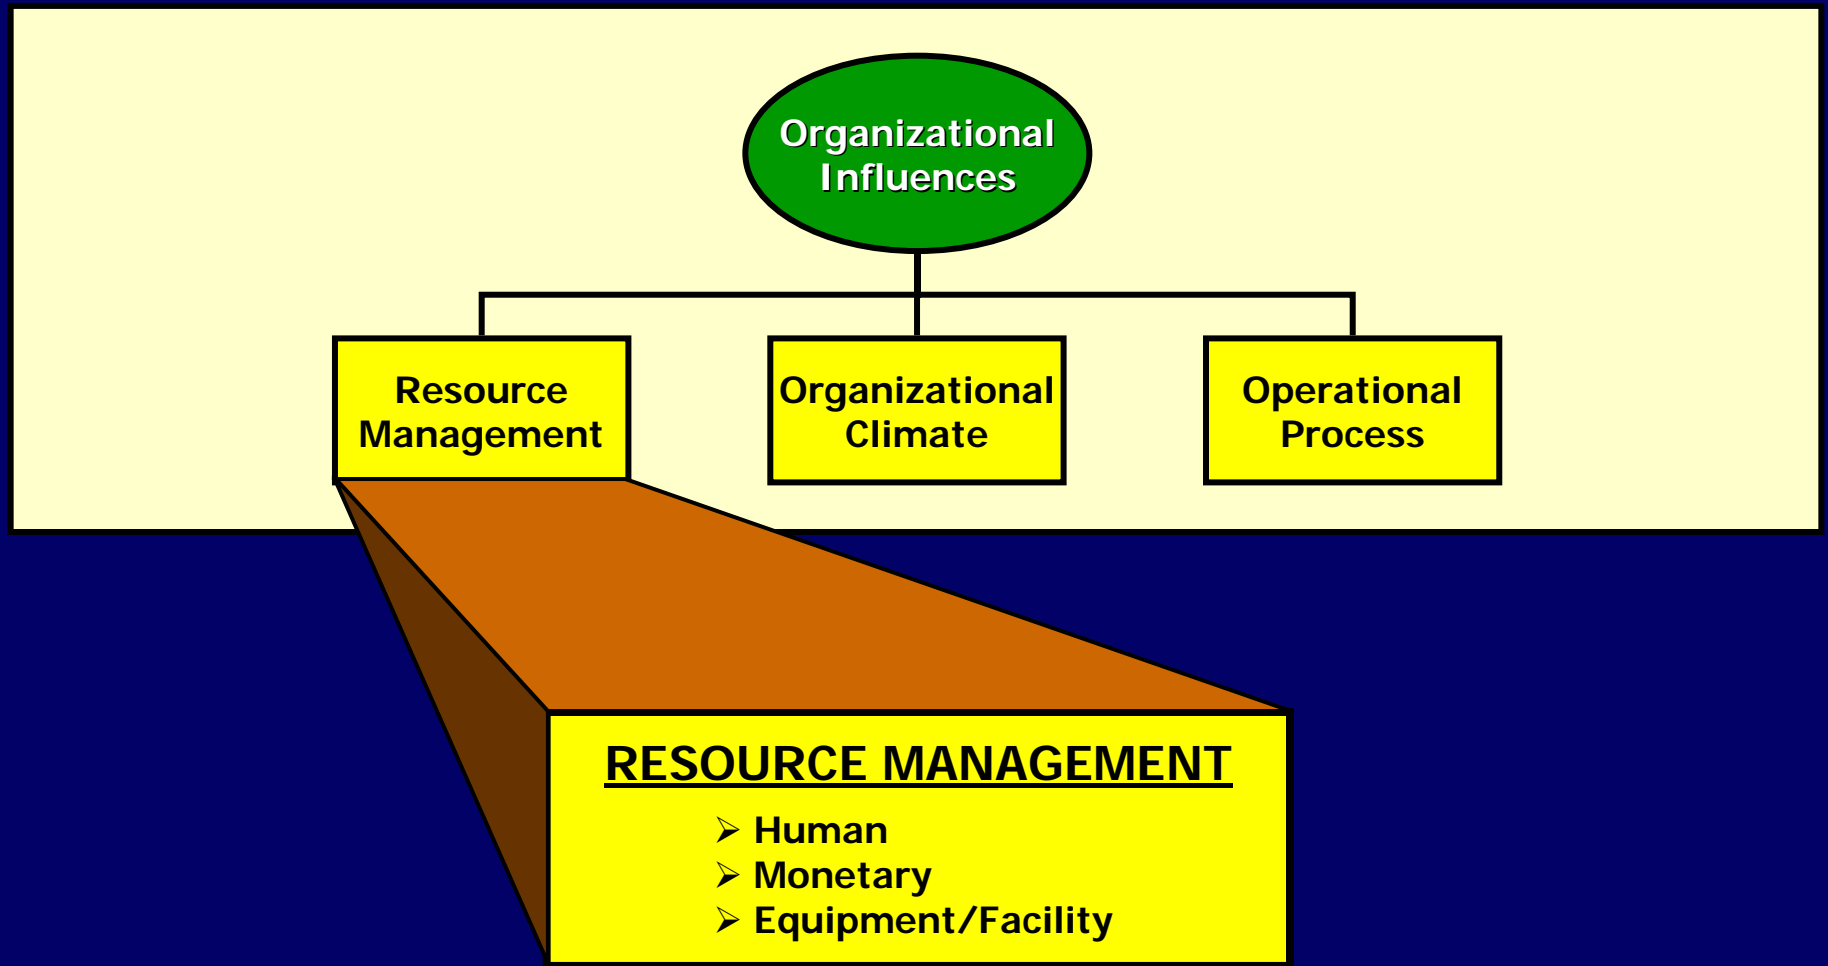 Organizational
Influences
Resource
Management
Organizational
Climate
Operational
Process
RESOURCE MANAGEMENT
➢ Human
➢ Monetary
➢ Equipment/Facility